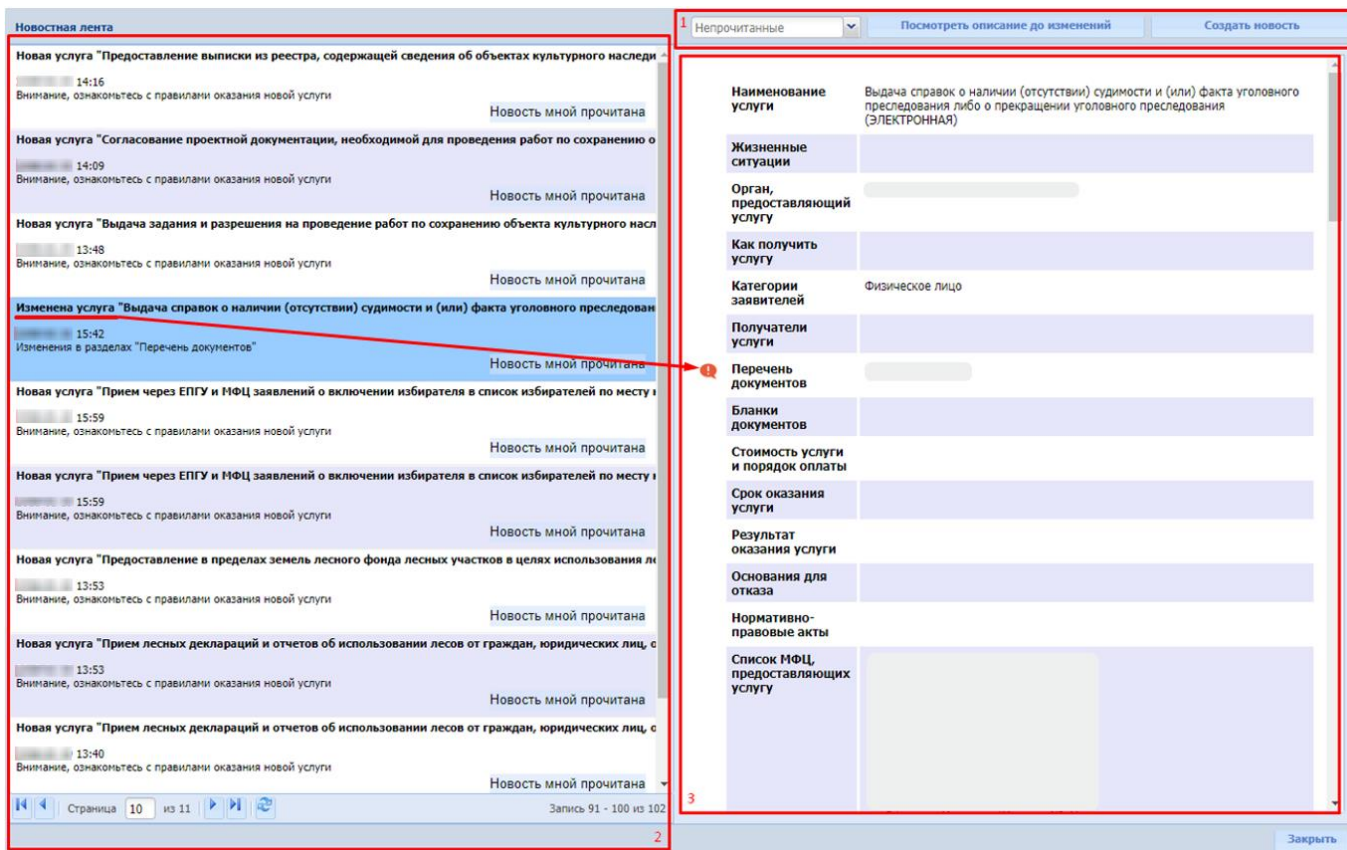 Новостная лента
Новая услуга "Предоставление выписки из реестра, содержащей сведения об объектах культурного наследи
14:16
Внимание, ознакомьтесь с правилами оказания новой услуги
Новость мной прочитана
Новая услуга "Согласование проектной документации, необходимой для проведения работ по сохранению о
14:09
Внимание, ознакомьтесь с правилами оказания новой услуги
Новость мной прочитана
Новая услуга "Выдача задания и разрешения на проведение работ по сохранению объекта культурного насл
13:48
Внимание, ознакомьтесь с правилами оказания новой услуги
Новость мной прочитана
Изменена услуга "Выдача справок о наличии (отсутствии) судимости и (или) факта уголовного преследован
15:42
Изменения в разделах "Перечень документов"
Новость мной прочитана
Новая услуга "Прием через ЕПГУ и МФЦ заявлений о включении избирателя в список избирателей по месту
15:59
Внимание, ознакомьтесь с правилами оказания новой услуги
Новость мной прочитана
Новая услуга "Прием через ЕПГУ и МФЦ заявлений о включении избирателя в список избирателей по месту
15:59
Внимание, ознакомьтесь с правилами оказания новой услуги
Новость мной прочитана
Новая услуга "Предоставление в пределах земель лесного фонда лесных участков в целях использования ле
13:53
Внимание, ознакомьтесь с правилами оказания новой услуги
Новость мной прочитана
Новая услуга "Прием лесных деклараций и отчетов об использовании лесов от граждан, юридических лиц, о
13:53
Внимание, ознакомьтесь с правилами оказания новой услуги
Новость мной прочитана
Новая услуга "Прием лесных деклараций и отчетов об использовании лесов от граждан, юридических лиц, о
13:40
Внимание, ознакомьтесь с правилами оказания новой услуги
Новость мной прочитана
Страница 10 из 11 Запись 91 - 100 из 102
2
1 Непрочитанные Посмотреть описание до изменений Создать новость
Наименование услуги
Выдача справок о наличии (отсутствии) судимости и (или) факта уголовного
преследования либо о прекращении уголовного преследования
(ЭЛЕКТРОННАЯ)
Жизненные
ситуации
Орган,
предоставляющий
услугу
Как получить
услугу
Категории
заявителей
Физическое лицо
Получатели
услуги
Перечень
документов
Бланки
документов
Стоимость услуги
и порядок оплаты
Срок оказания
услуги
Результат
оказания услуги
Основания для
отказа
Нормативно-
правовые акты
Список МФЦ,
предоставляющих
услугу
3
Закрыть